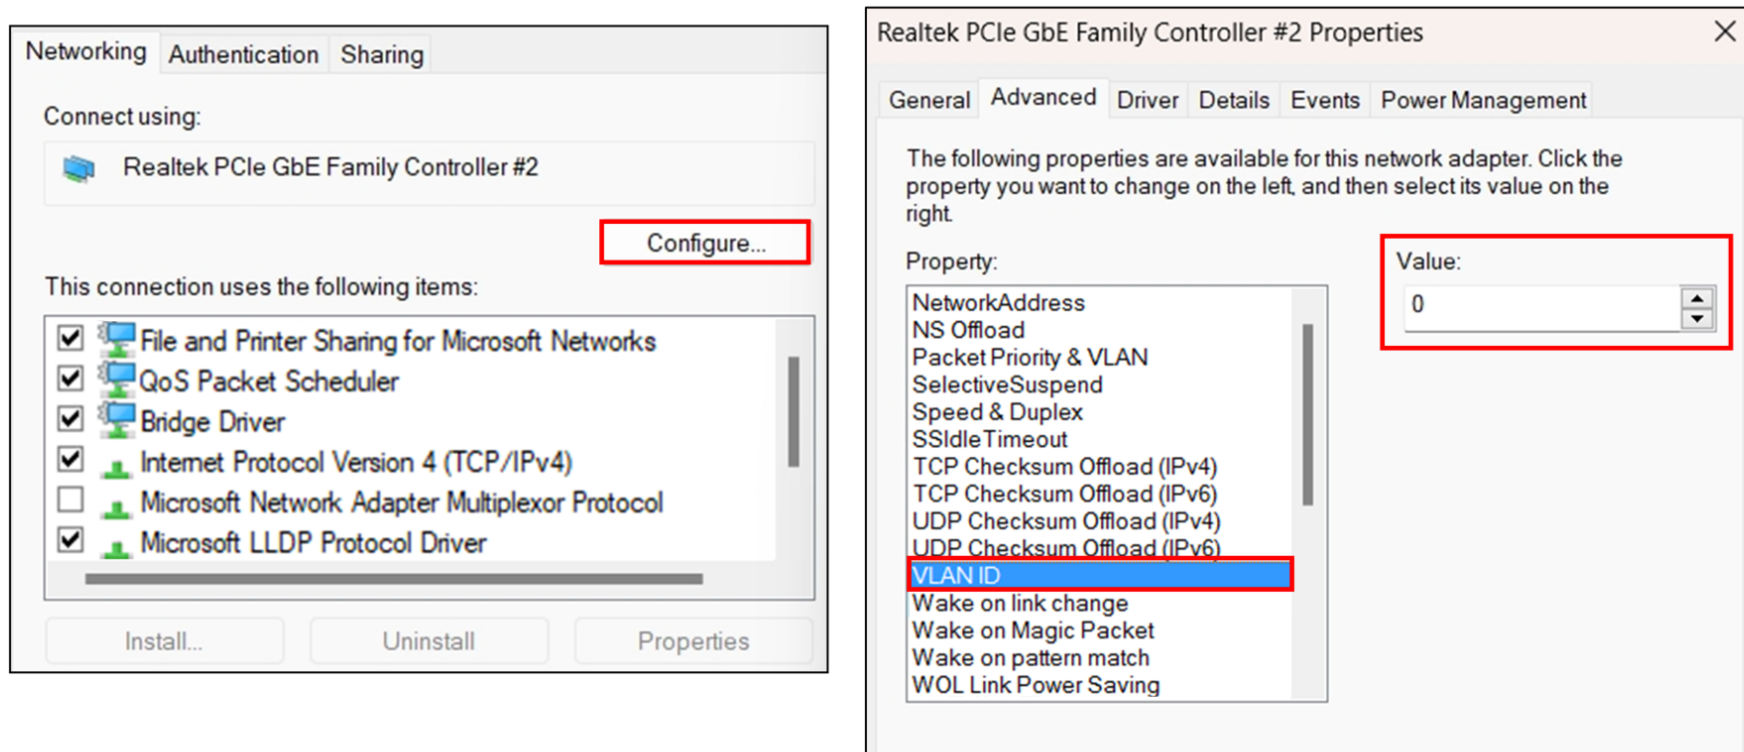 Networking Authentication Sharing
Connect using:
Realtek PCIe GbE Family Controller #2
Configure...
This connection uses the following items:
File and Printer Sharing for Microsoft Networks
QoS Packet Scheduler
Bridge Driver
Internet Protocol Version 4 (TCP/IPv4)
Microsoft Network Adapter Multiplexor Protocol
Microsoft LLDP Protocol Driver
Install... Uninstall Properties
Realtek PCIe GbE Family Controller #2 Properties
General Advanced Driver Details Events Power Management
The following properties are available for this network adapter. Click the
property you want to change on the left, and then select its value on the
right.
Property:
Value:
NetworkAddress
0
NS Offload
Packet Priority & VLAN
SelectiveSuspend
Speed & Duplex
SSIdleTimeout
TCP Checksum Offload (IPv4)
TCP Checksum Offload (IPv6)
UDP Checksum Offload (IPv4)
UDP Checksum Offload (IPv6)
VLAN ID
Wake on link change
Wake on Magic Packet
Wake on pattern match
WOL Link Power Saving